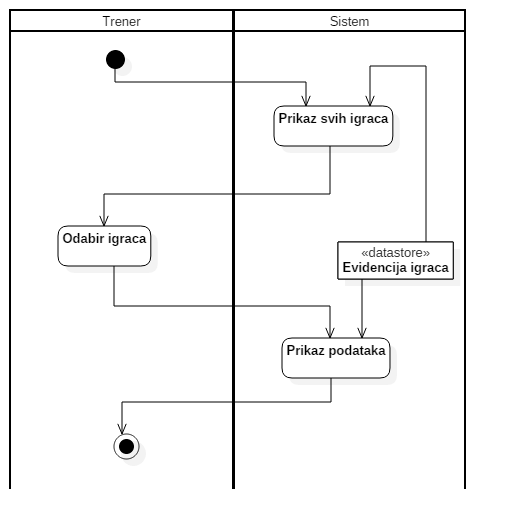 Trener
Sistem
Prikaz svih igraca
Odabir igraca
«datastore»
Evidencija igraca
Prikaz podataka